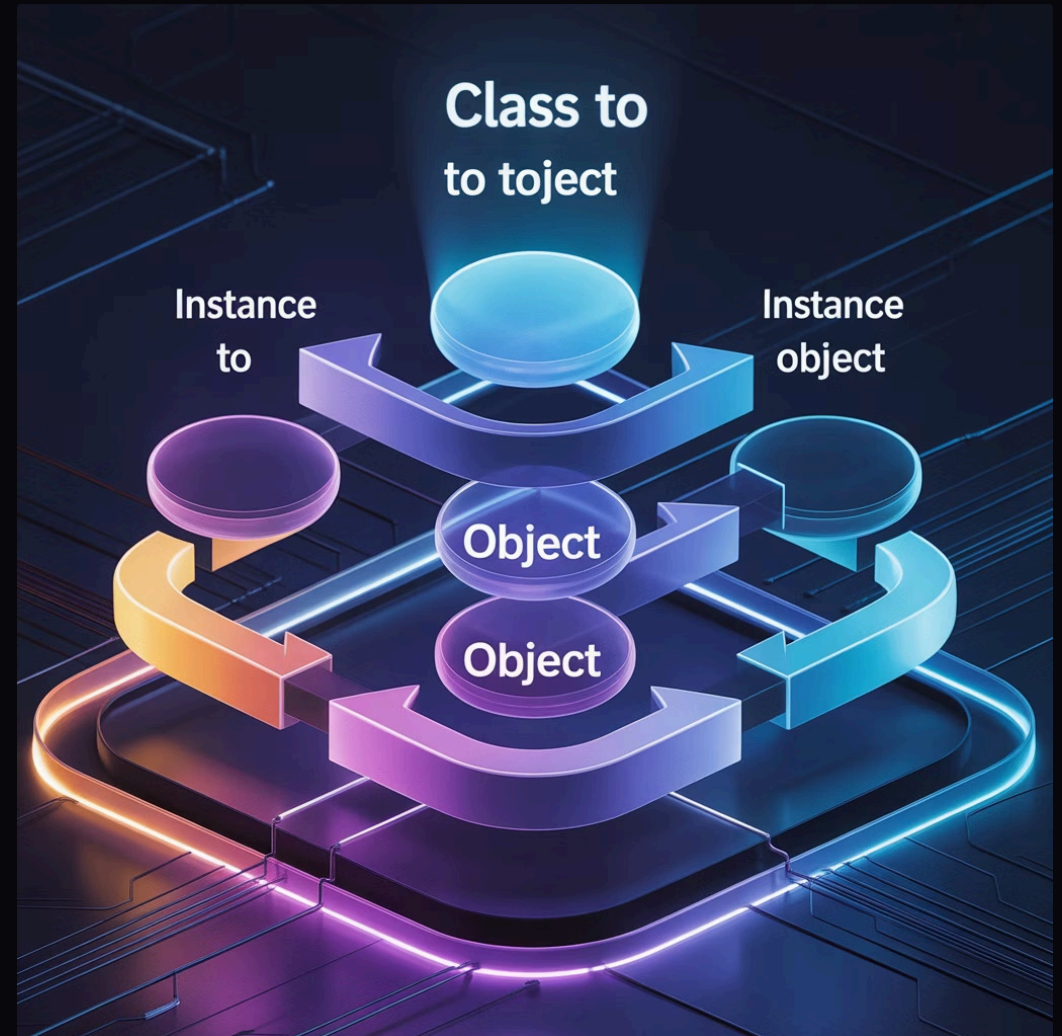 Class to
to toject
Instance
to
Instance
object
Object
Object